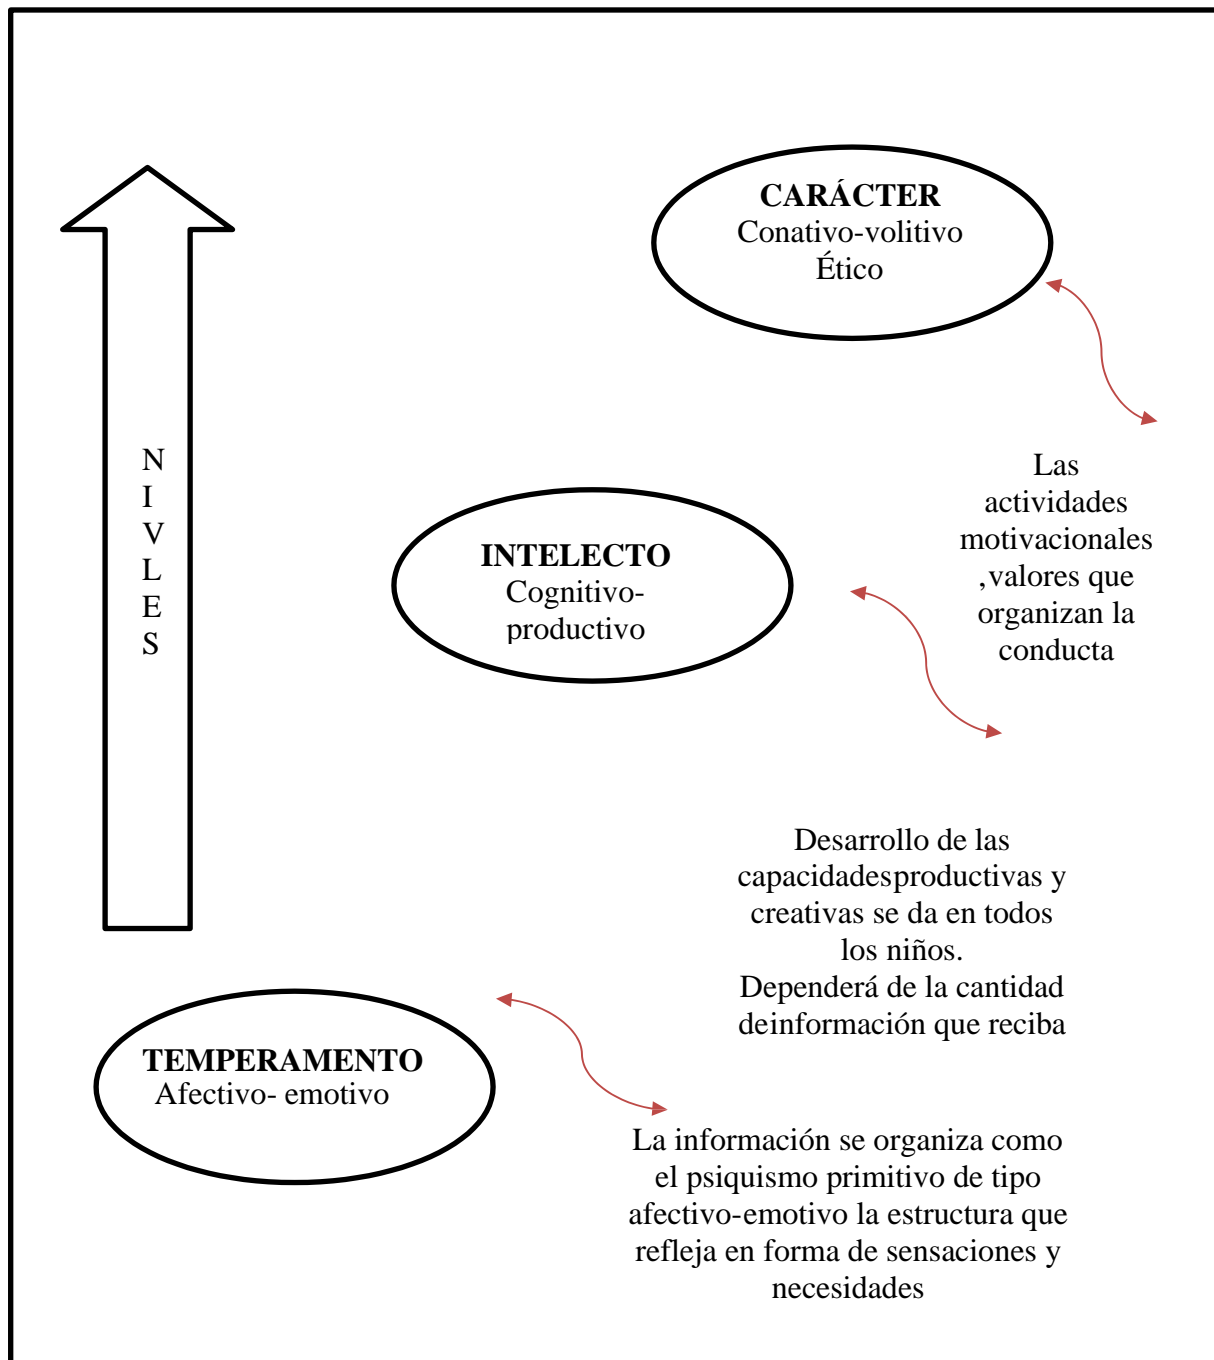 CARÁCTER
Conativo-volitivo
Ético
N
I
V
L
E
S
Las
actividades
motivacionales
,valores que
organizan la
conducta
INTELECTO
Cognitivo-
productivo
Desarrollo de las
capacidadesproductivas y
creativas se da en todos
los niños.
Dependerá de la cantidad
deinformación que reciba
TEMPERAMENTO
Afectivo- emotivo
La información se organiza como
el psiquismo primitivo de tipo
afectivo-emotivo la estructura que
refleja en forma de sensaciones y
necesidades